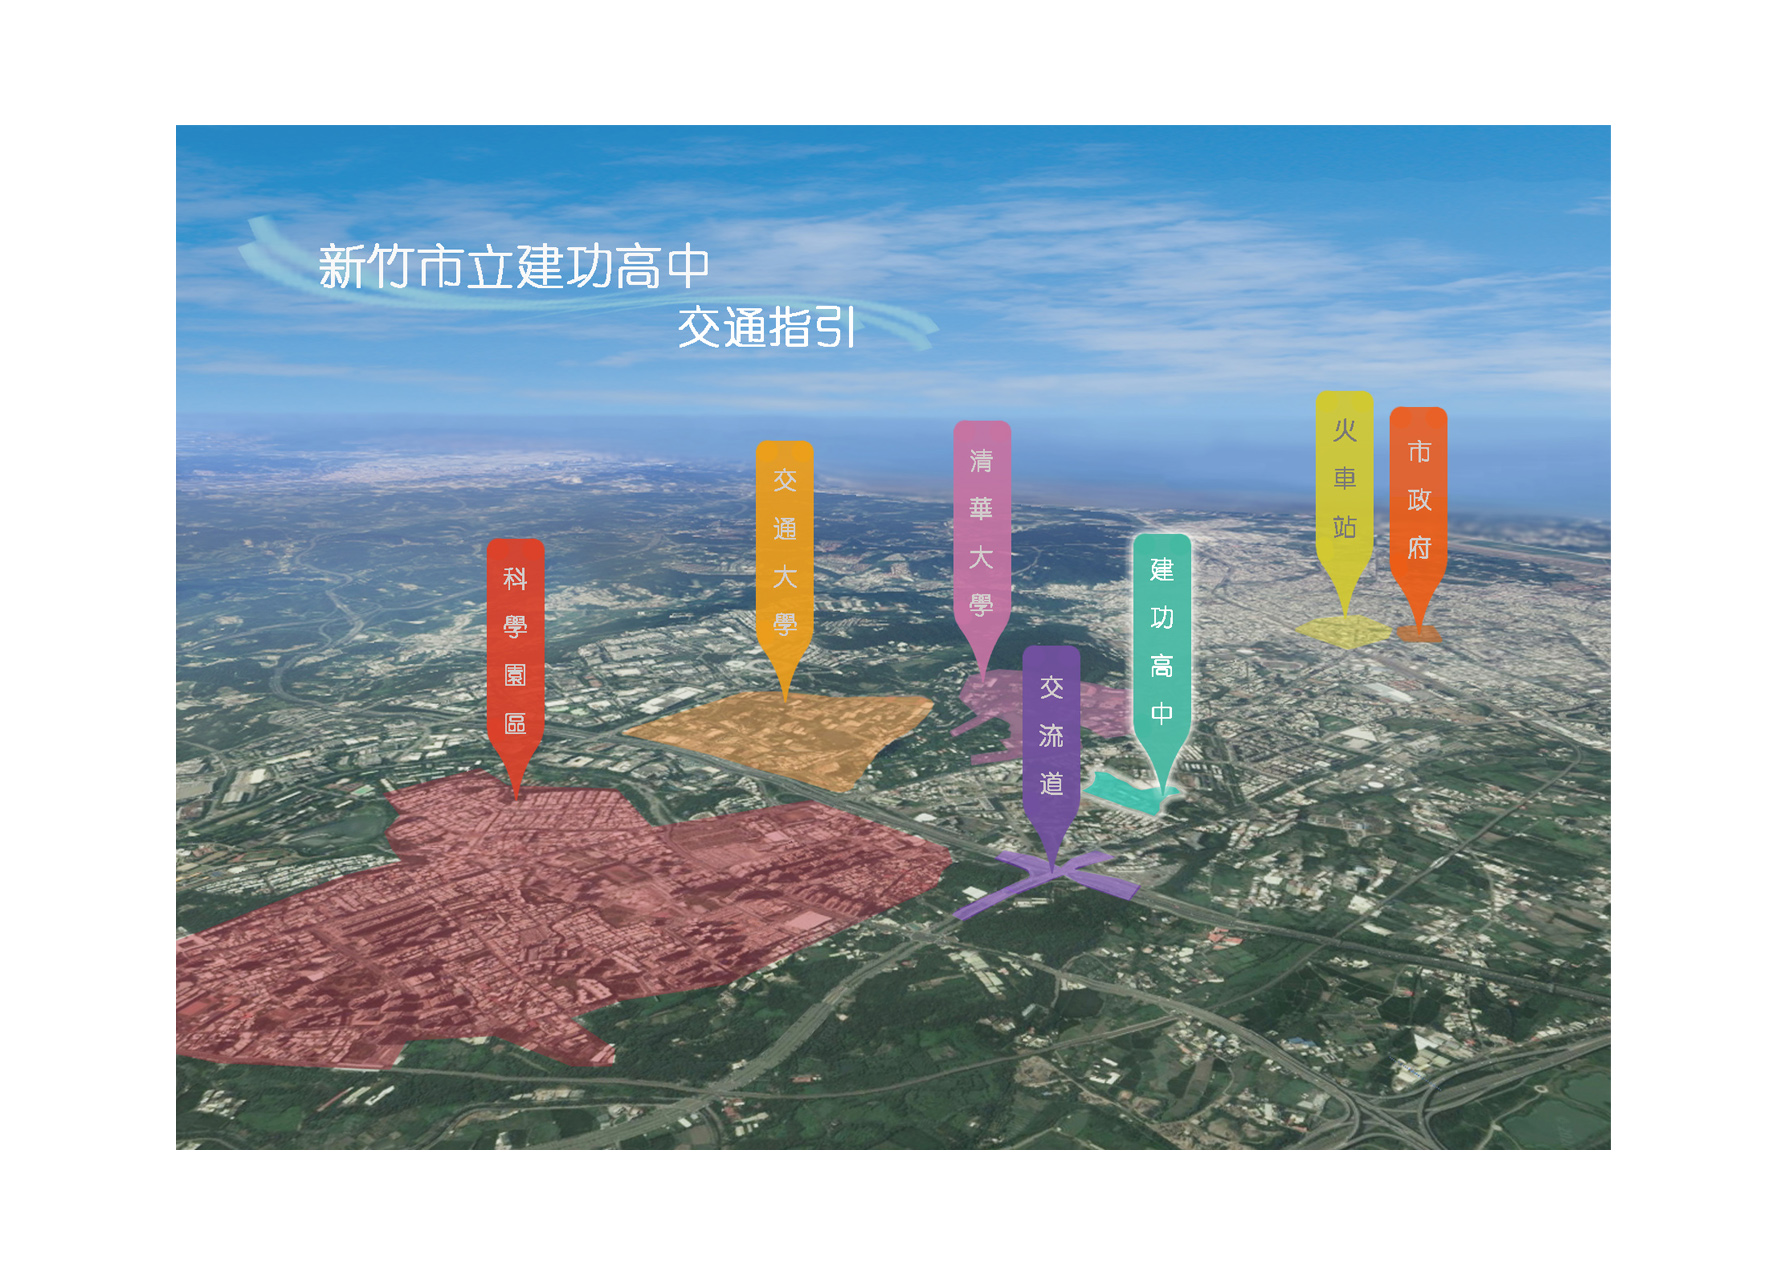 新竹市立建功高中
交通指引
科學園區
交通大學
清華大學
交流道
建功高中
火車站
市政府